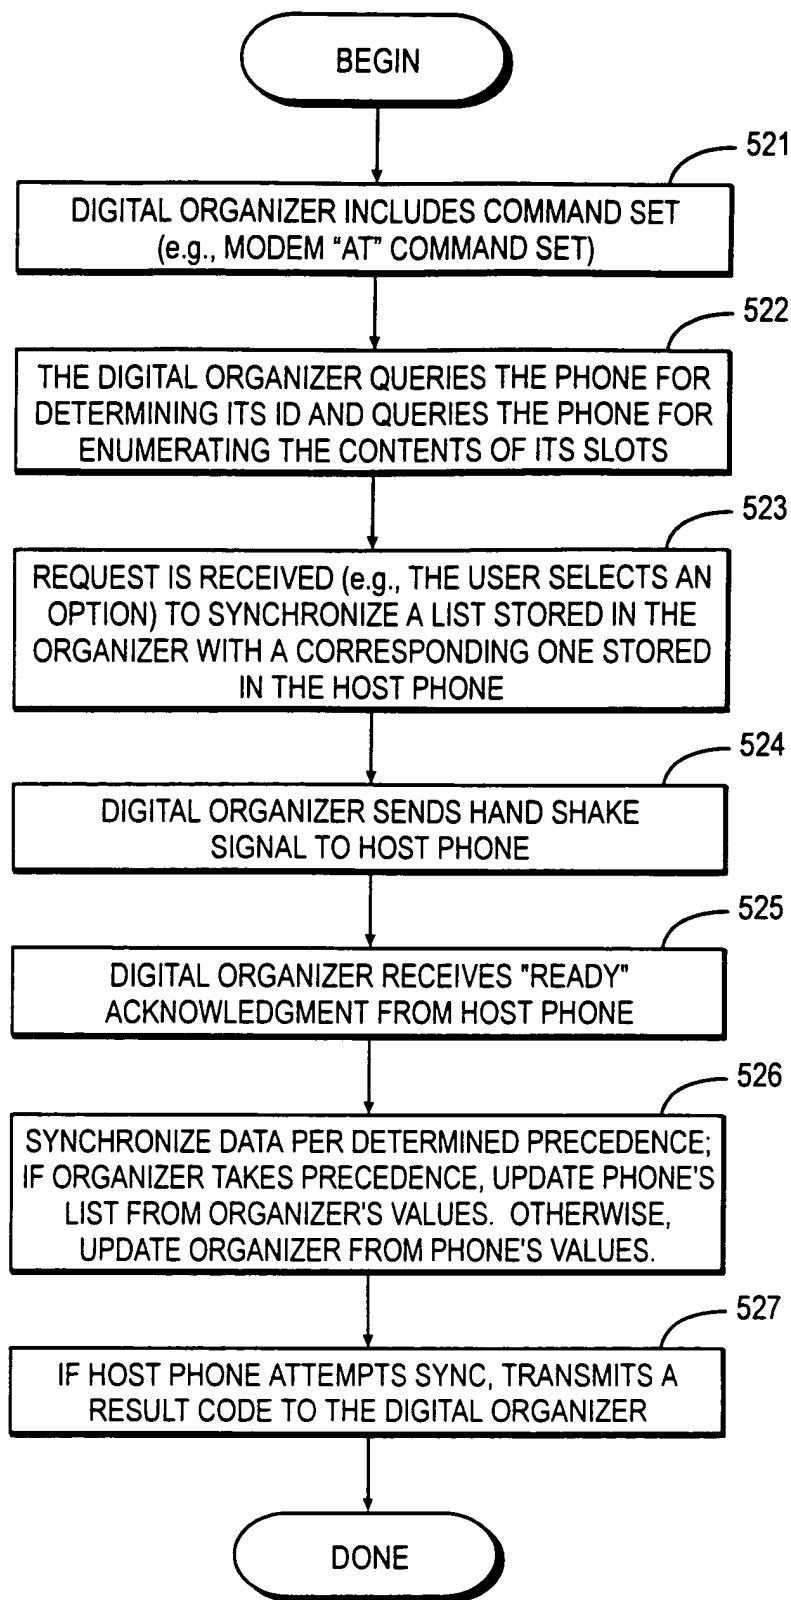 BEGIN
521
DIGITAL ORGANIZER INCLUDES COMMAND SET
(e.g., MODEM "AT" COMMAND SET)
522
THE DIGITAL ORGANIZER QUERIES THE PHONE FOR
DETERMINING ITS ID AND QUERIES THE PHONE FOR
ENUMERATING THE CONTENTS OF ITS SLOTS
523
REQUEST IS RECEIVED (e.g., THE USER SELECTS AN
OPTION) TO SYNCHRONIZE A LIST STORED IN THE
ORGANIZER WITH A CORRESPONDING ONE STORED
IN THE HOST PHONE
524
DIGITAL ORGANIZER SENDS HAND SHAKE
SIGNAL TO HOST PHONE
525
DIGITAL ORGANIZER RECEIVES "READY"
ACKNOWLEDGMENT FROM HOST PHONE
526
SYNCHRONIZE DATA PER DETERMINED PRECEDENCE;
IF ORGANIZER TAKES PRECEDENCE, UPDATE PHONE'S
LIST FROM ORGANIZER'S VALUES. OTHERWISE,
UPDATE ORGANIZER FROM PHONE'S VALUES.
527
IF HOST PHONE ATTEMPTS SYNC, TRANSMITS A
RESULT CODE TO THE DIGITAL ORGANIZER
DONE